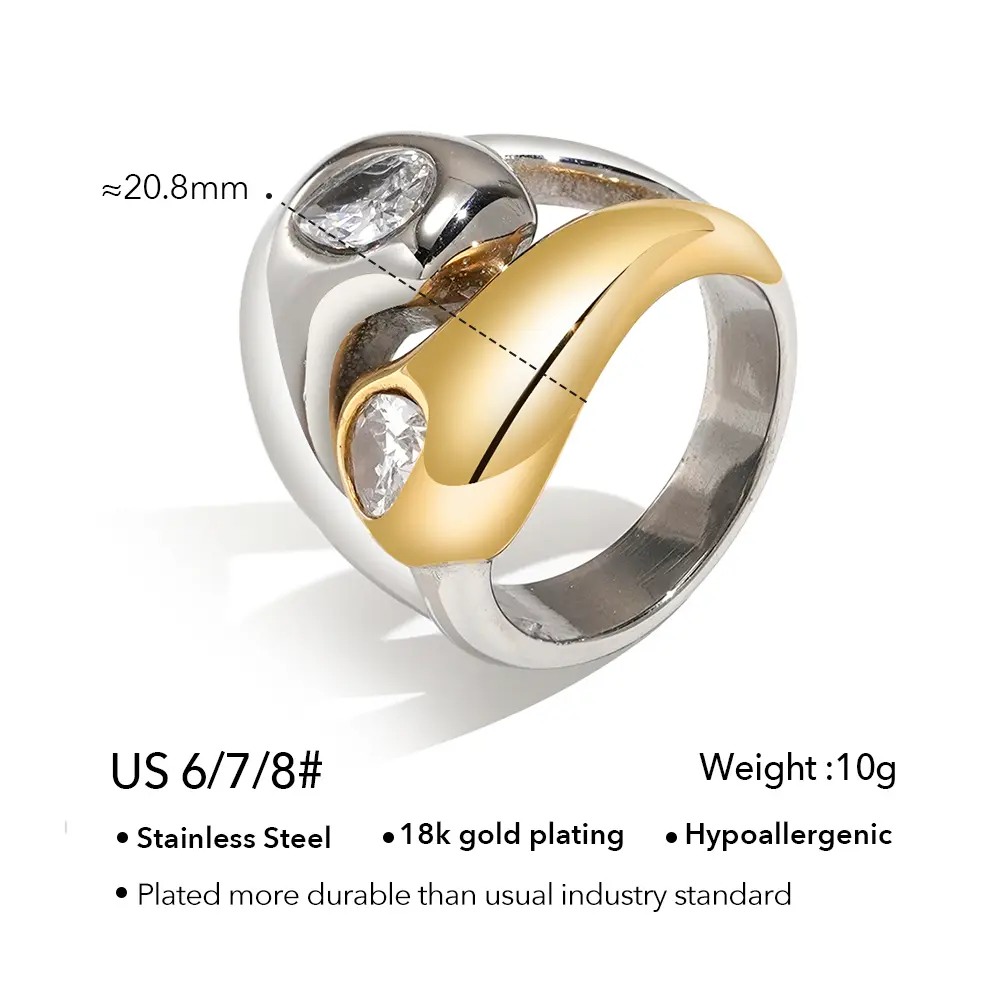 ≈20.8mm
US 6/7/8#
Weight :10g
• Stainless Steel
• 18k gold plating
• Hypoallergenic
• Plated more durable than usual industry standard